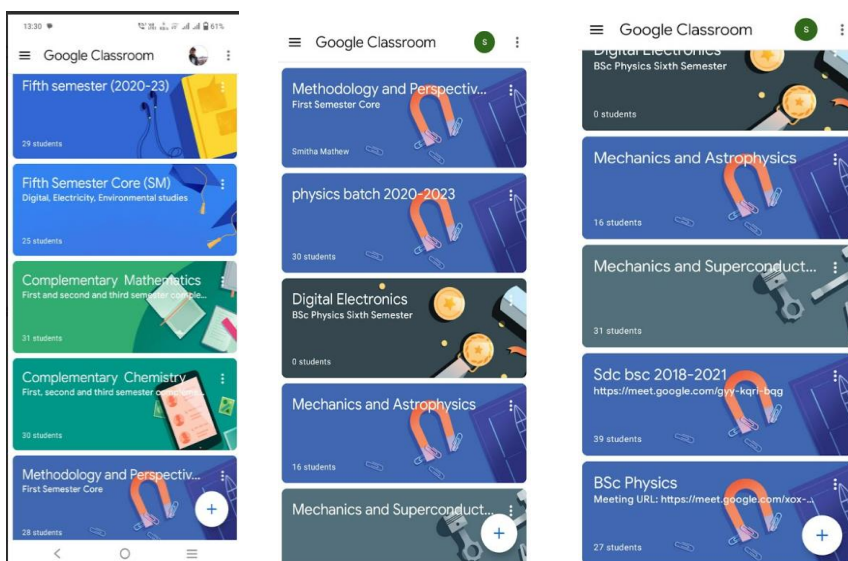 13:30
61%
Google Classroom
Fifth semester (2020-23)
29 students
Fifth Semester Core (SM)
Digital, Electricity, Environmental studies
25 students
Complementary Mathematics
First and second and third semester comple...
31 students
Complementary Chemistry
First, second and third semester
30 students
Methodology and Perspectiv...
First Semester Core
28 students
Google Classroom
S
Methodology and Perspectiv...
First Semester Core
Smitha Mathew
physics batch 2020-2023
30 students
Digital Electronics
BSc Physics Sixth Semester
0 students
Mechanics and Astrophysics
16 students
Mechanics and Superconduct...
Google Classroom
S
Digital Electronics
BSc Physics Sixth Semester
0 students
Mechanics and Astrophysics
16 students
Mechanics and Superconduct...
31 students
Sdc bsc 2018-2021
https://meet.google.com/gyy-kqri-bqg
39 students
BSc Physics
Meeting URL: https://meet.google.com/xox-...
27 students